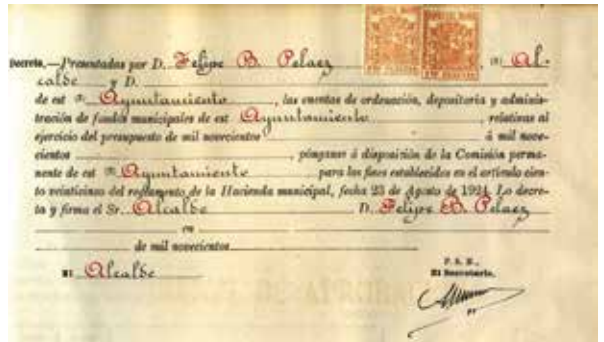 Decreto.—Presentadas por D. Felipe B. Pelaez, el Al-
calde y D.
de est a Ayuntamiento, las cuentas de ordenación, depositaria y adminis-
tración de fondos municipales de est Ayuntamiento, relativas al
ejercicio del presupuesto de mil novecientos á mil nove-
cientos, pónganse á disposición de la Comisión perma-
nente de est Ayuntamiento para los fines establecidos en el artículo cien-
to veinticinco del reglamento de la Hacienda municipal, fecha 23 de Agosto de 1924. Lo decre-
ta y firma el Sr. Alcalde D. Felipe B. Pelaez
en
de mil novecientos
El Alcalde
P. S. M.,
El Secretario,